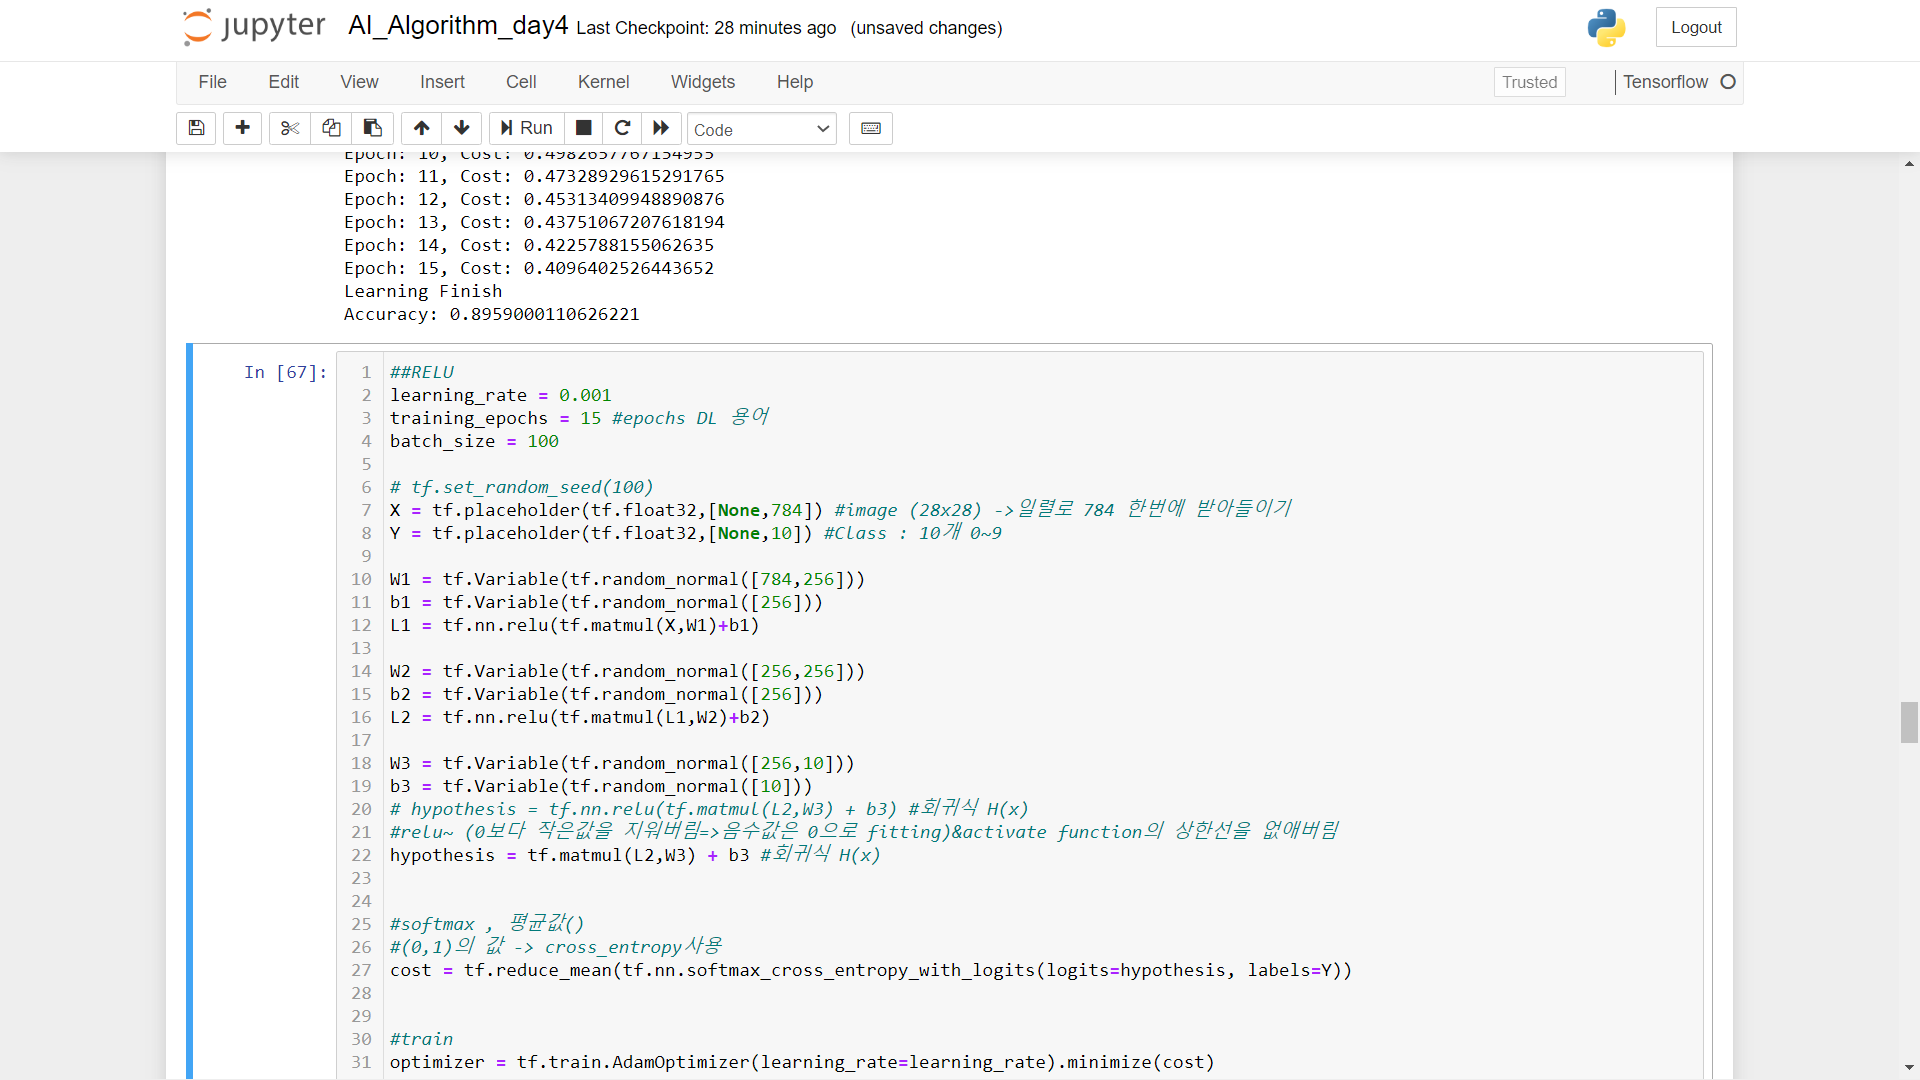 jupyter AI_Algorithm_day4 Last Checkpoint: 28 minutes ago (unsaved changes) Logout
File Edit View Insert Cell Kernel Widgets Help Trusted Tensorflow
Run Code
Epoch: 10, Cost: 0.4982657767154955
Epoch: 11, Cost: 0.47328929615291765
Epoch: 12, Cost: 0.45313409948890876
Epoch: 13, Cost: 0.43751067207618194
Epoch: 14, Cost: 0.4225788155062635
Epoch: 15, Cost: 0.4096402526443652
Learning Finish
Accuracy: 0.8959000110626221
In [67]:
1 ##RELU
2 learning_rate = 0.001
3 training_epochs = 15 #epochs DL 용어
4 batch_size = 100
5
6 # tf.set_random_seed(100)
7 X = tf.placeholder(tf.float32,[None,784]) #image (28x28) ->일렬로 784 한번에 받아들이기
8 Y = tf.placeholder(tf.float32,[None,10]) #Class : 10개 0~9
9
10 W1 = tf.Variable(tf.random_normal([784,256]))
11 b1 = tf.Variable(tf.random_normal([256]))
12 L1 = tf.nn.relu(tf.matmul(X,W1)+b1)
13
14 W2 = tf.Variable(tf.random_normal([256,256]))
15 b2 = tf.Variable(tf.random_normal([256]))
16 L2 = tf.nn.relu(tf.matmul(L1,W2)+b2)
17
18 W3 = tf.Variable(tf.random_normal([256,10]))
19 b3 = tf.Variable(tf.random_normal([10]))
20 # hypothesis = tf.nn.relu(tf.matmul(L2,W3) + b3) #회귀식 H(x)
21 #relu~ (0보다 작은값을 지워버림=>음수값은 0으로 fitting)&activate function의 상한선을 없애버림
22 hypothesis = tf.matmul(L2,W3) + b3 #회귀식 H(x)
23
24
25 #softmax , 평균값()
26 #(0,1)의 값 -> cross_entropy사용
27 cost = tf.reduce_mean(tf.nn.softmax_cross_entropy_with_logits(logits=hypothesis, labels=Y))
28
29
30 #train
31 optimizer = tf.train.AdamOptimizer(learning_rate=learning_rate).minimize(cost)